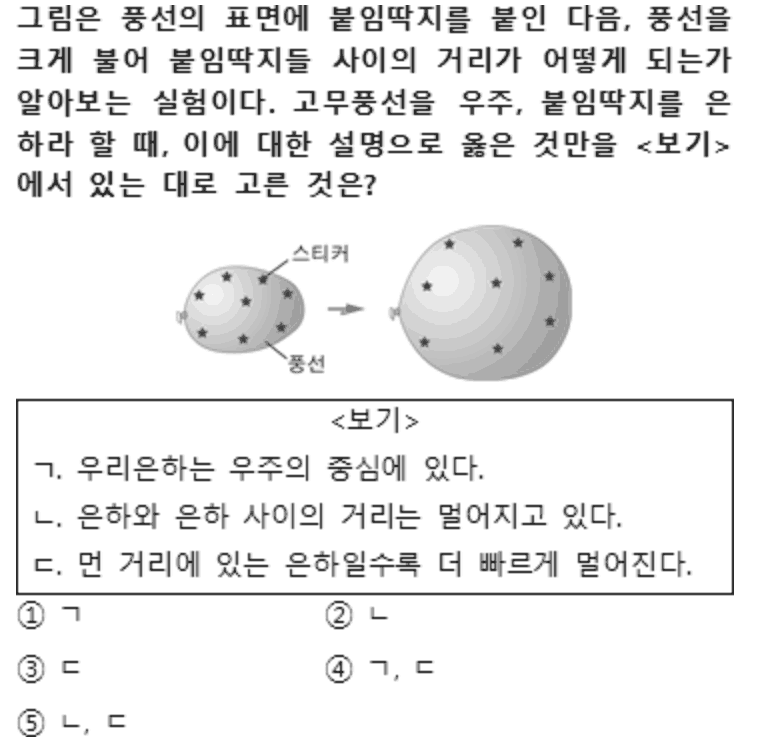 그림은 풍선의 표면에 붙임딱지를 붙인 다음, 풍선을
크게 불어 붙임딱지들 사이의 거리가 어떻게 되는가
알아보는 실험이다. 고무풍선을 우주, 붙임딱지를 은
하라 할 때, 이에 대한 설명으로 옳은 것만을 <보기>
에서 있는 대로 고른 것은?
스티커
풍선
<보기>
ㄱ. 우리은하는 우주의 중심에 있다.
ㄴ. 은하와 은하 사이의 거리는 멀어지고 있다.
ㄷ. 먼 거리에 있는 은하일수록 더 빠르게 멀어진다.
① ㄱ ② ㄴ
③ ㄷ ④ ㄱ, ㄷ
⑤ ㄴ, ㄷ